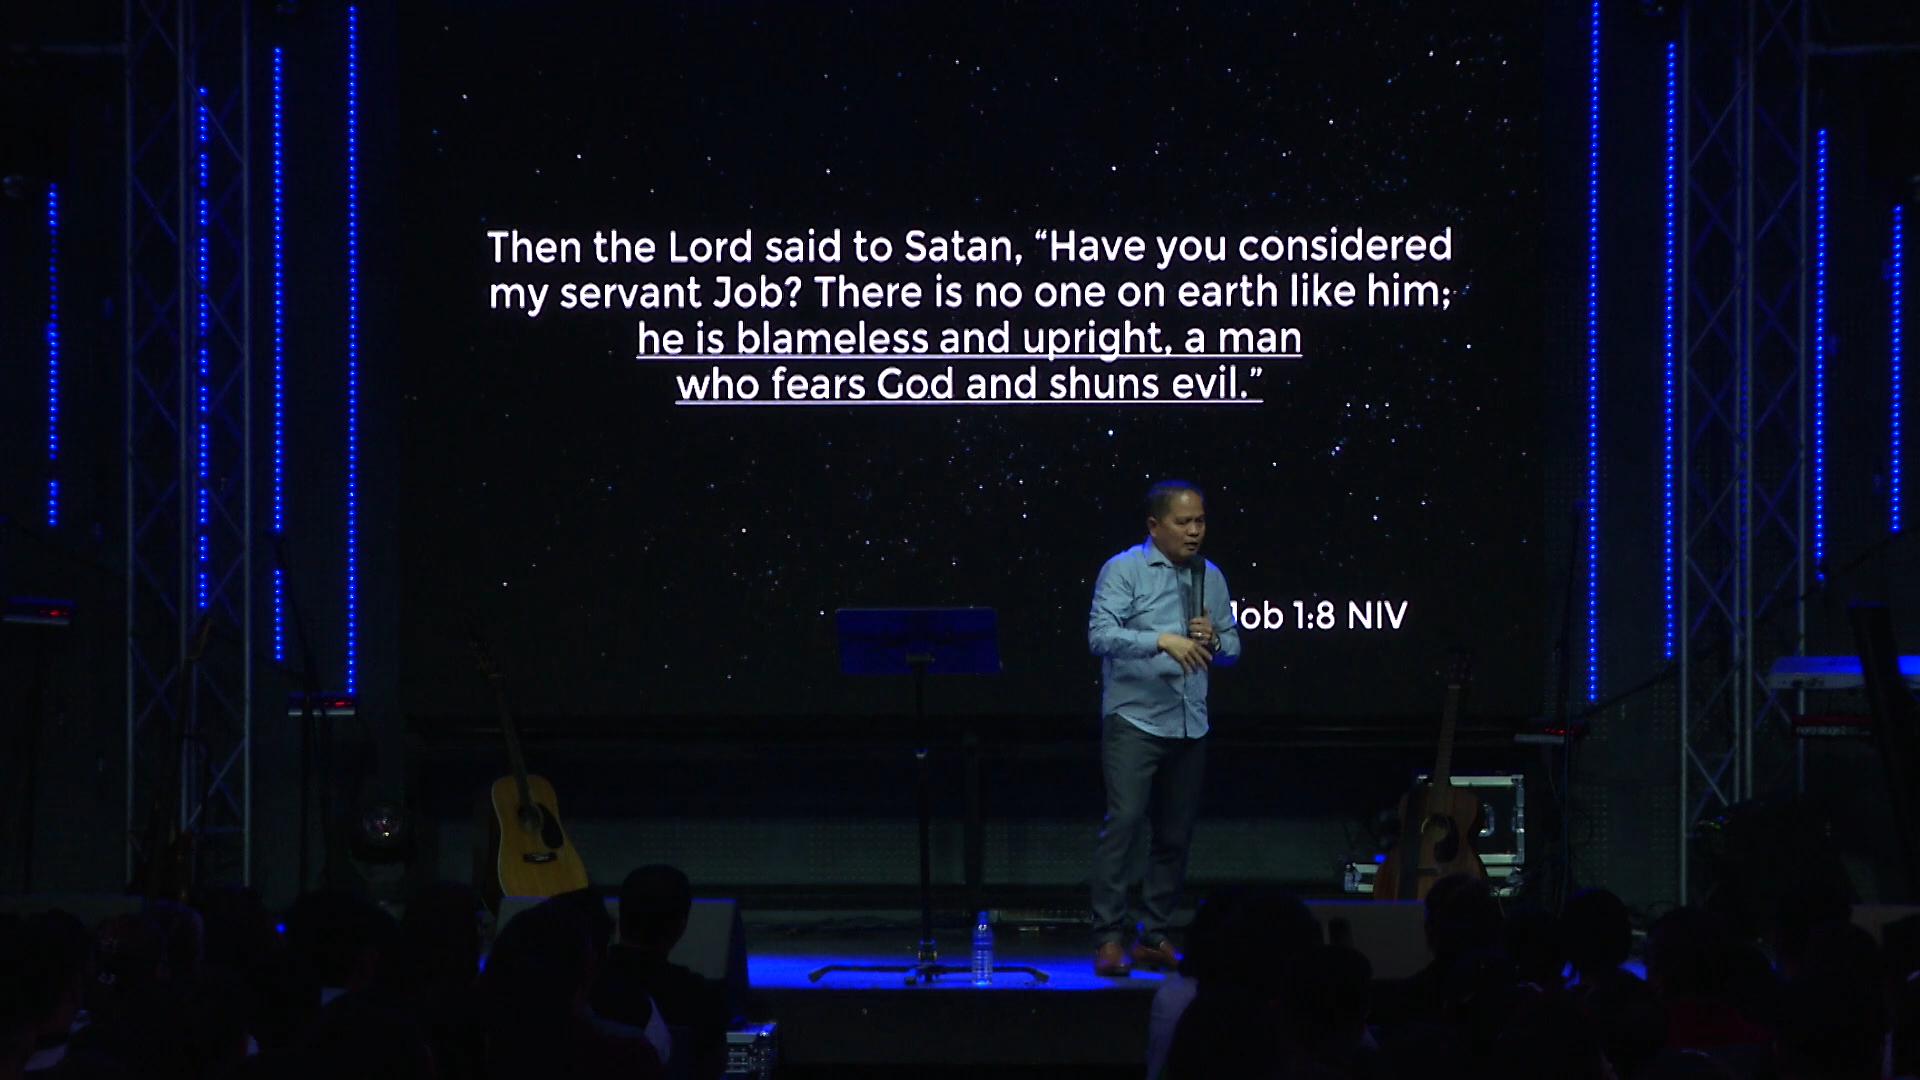 Then the Lord said to Satan, “Have you considered
my servant Job? There is no one on earth like him;
he is blameless and upright, a man
who fears God and shuns evil.”
Job 1:8 NIV